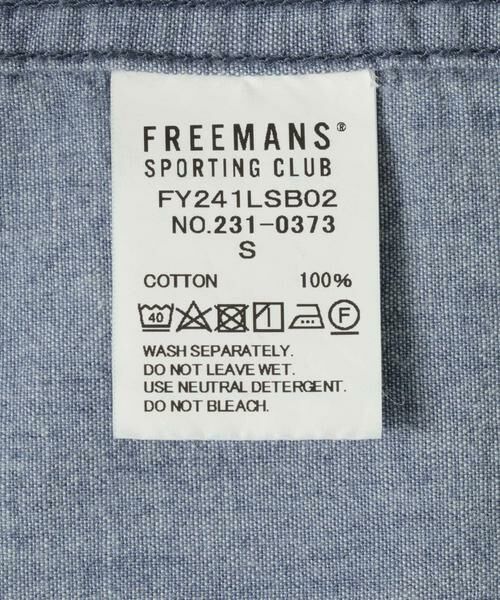 FREEMANS®
SPORTING CLUB
FY241LSB02
NO.231-0373
S
COTTON 100%
40 F
WASH SEPARATELY.
DO NOT LEAVE WET.
USE NEUTRAL DETERGENT.
DO NOT BLEACH.